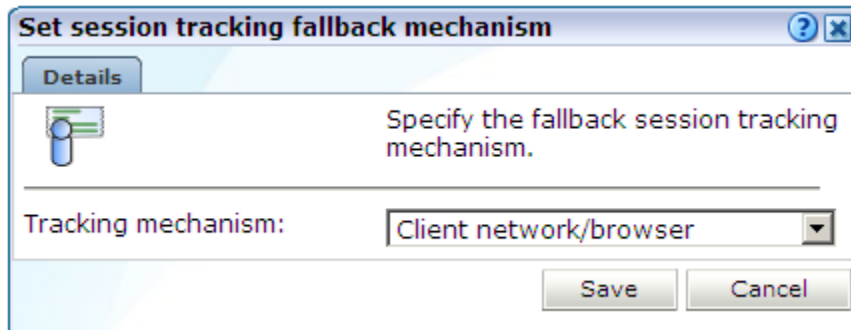 Set session tracking fallback mechanism
Details
Specify the fallback session tracking
mechanism.
Tracking mechanism:
Client network/browser
Save
Cancel